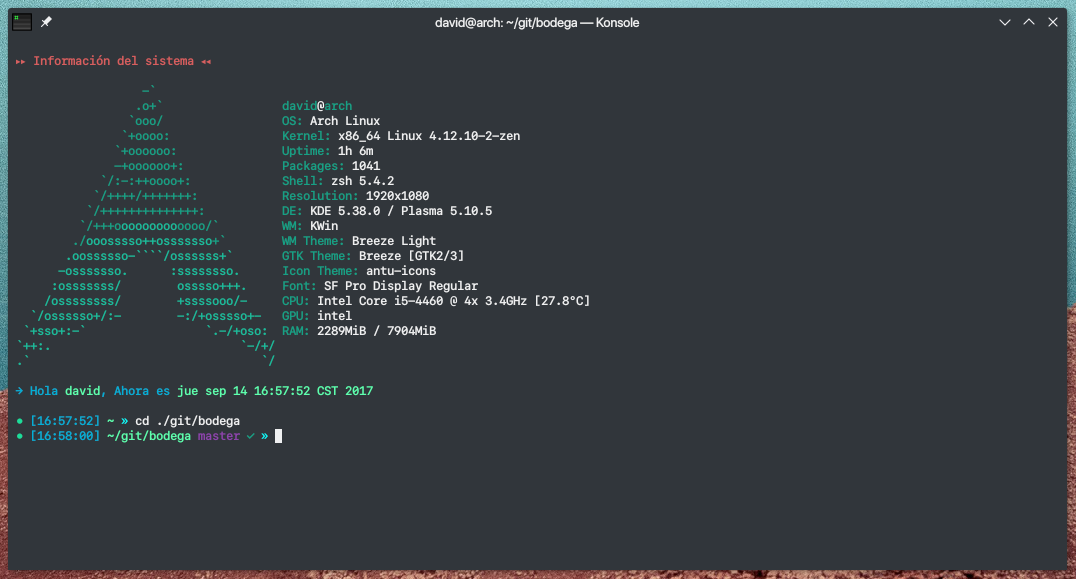 david@arch: ~/git/bodega — Konsole
▸▸ Información del sistema ◂◂
                  -`
                 .o+`                 david@arch
                `ooo/                 OS: Arch Linux
               `+oooo:                Kernel: x86_64 Linux 4.12.10-2-zen
              `+oooooo:               Uptime: 1h 6m
              -+oooooo+:              Packages: 1041
            `/:-:++oooo+:             Shell: zsh 5.4.2
           `/++++/+++++++:            Resolution: 1920x1080
          `/++++++++++++++:           DE: KDE 5.38.0 / Plasma 5.10.5
         `/+++ooooooooooooo/`         WM: KWin
        ./ooosssso++osssssso+`        WM Theme: Breeze Light
       .oossssso-````/ossssss+`       GTK Theme: Breeze [GTK2/3]
      -osssssso.      :ssssssso.      Icon Theme: antu-icons
     :osssssss/        osssso+++.     Font: SF Pro Display Regular
    /ossssssss/        +ssssooo/-     CPU: Intel Core i5-4460 @ 4x 3.4GHz [27.8°C]
  `/ossssso+/:-        -:/+osssso+-   GPU: intel
 `+sso+:-`                 `.-/+oso:  RAM: 2289MiB / 7904MiB
`++:.                           `-/+/
.`                                 `/
➜ Hola david, Ahora es jue sep 14 16:57:52 CST 2017
● [16:57:52] ~ » cd ./git/bodega
● [16:58:00] ~/git/bodega master ✓ »